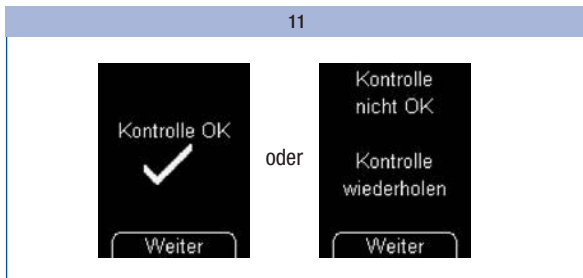 11
Kontrolle OK
Weiter
oder
Kontrolle
nicht OK
Kontrolle
wiederholen
Weiter